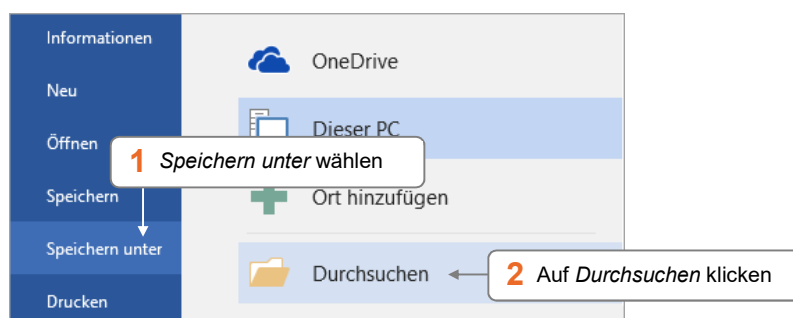 Informationen
Neu
Öffnen
Speichern
Speichern unter
Drucken
OneDrive
Dieser PC
Ort hinzufügen
Durchsuchen
1 Speichern unter wählen
2 Auf Durchsuchen klicken